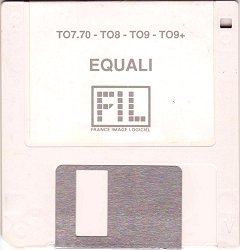 TO7.70 - TO8 - TO9 - TO9+
EQUALI
FIL
FRANCE IMAGE LOGICIEL